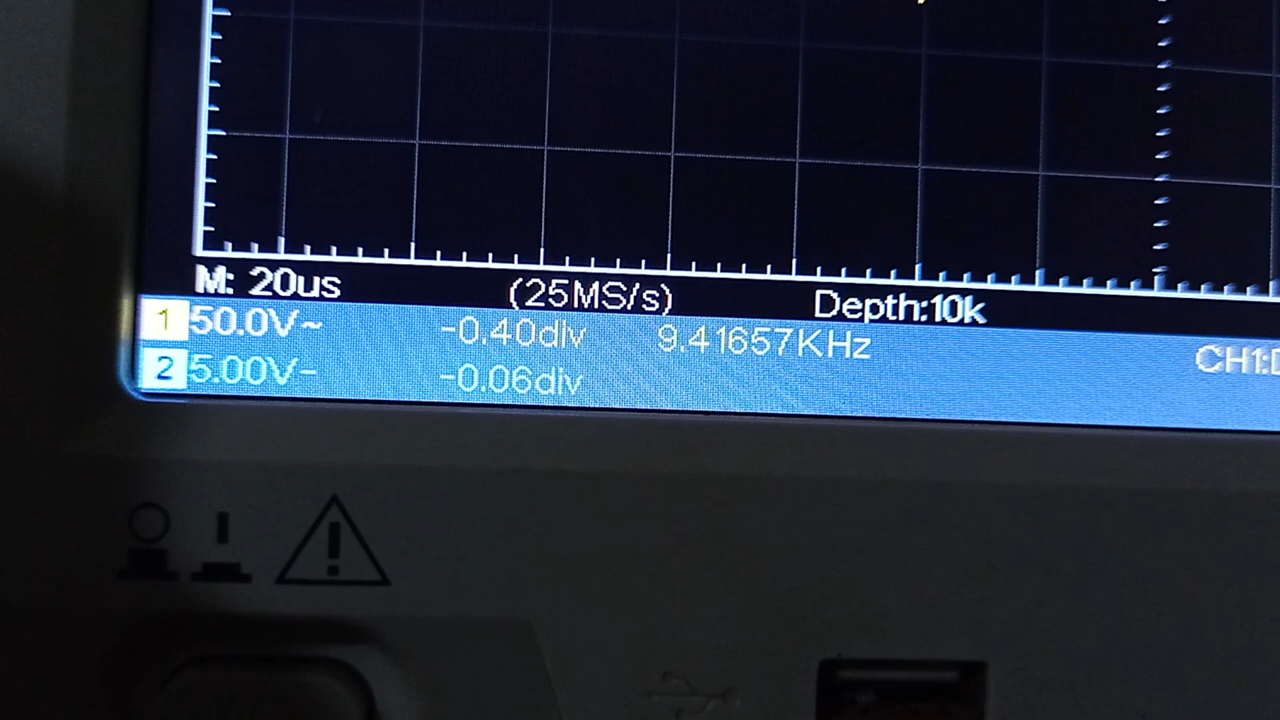 M: 20us (25MS/s) Depth:10k
1 50.0V~ -0.40div 9.41657KHz CH1:
2 5.00V~ -0.06div